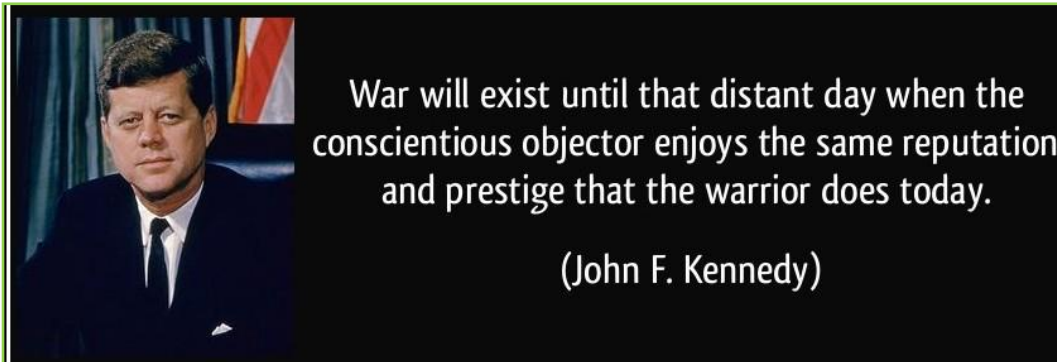 War will exist until that distant day when the
conscientious objector enjoys the same reputation
and prestige that the warrior does today.
(John F. Kennedy)